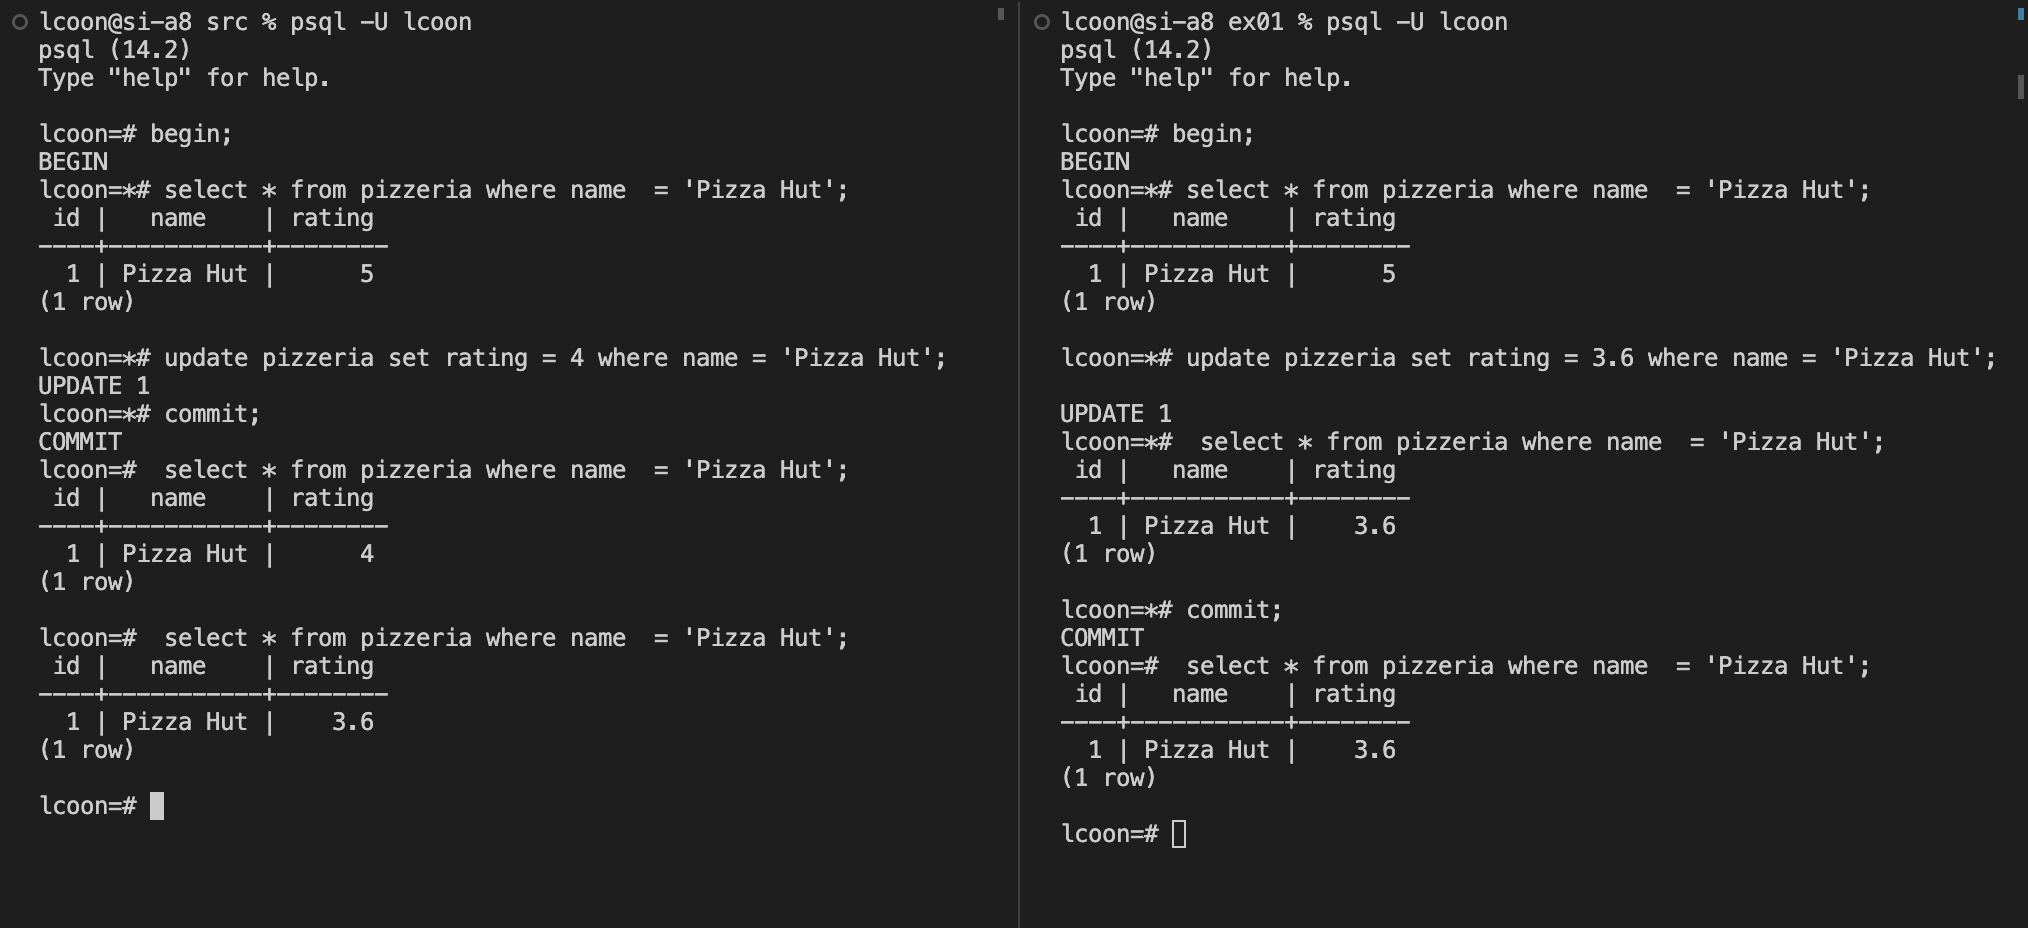 lcoon@si-a8 src % psql -U lcoon
psql (14.2)
Type "help" for help.

lcoon=# begin;
BEGIN
lcoon=*# select * from pizzeria where name  = 'Pizza Hut';
 id |   name    | rating
----+-----------+--------
  1 | Pizza Hut |      5
(1 row)

lcoon=*# update pizzeria set rating = 4 where name = 'Pizza Hut';
UPDATE 1
lcoon=*# commit;
COMMIT
lcoon=#  select * from pizzeria where name  = 'Pizza Hut';
 id |   name    | rating
----+-----------+--------
  1 | Pizza Hut |      4
(1 row)

lcoon=#  select * from pizzeria where name  = 'Pizza Hut';
 id |   name    | rating
----+-----------+--------
  1 | Pizza Hut |    3.6
(1 row)

lcoon=#
lcoon@si-a8 ex01 % psql -U lcoon
psql (14.2)
Type "help" for help.

lcoon=# begin;
BEGIN
lcoon=*# select * from pizzeria where name  = 'Pizza Hut';
 id |   name    | rating
----+-----------+--------
  1 | Pizza Hut |      5
(1 row)

lcoon=*# update pizzeria set rating = 3.6 where name = 'Pizza Hut';

UPDATE 1
lcoon=*#  select * from pizzeria where name  = 'Pizza Hut';
 id |   name    | rating
----+-----------+--------
  1 | Pizza Hut |    3.6
(1 row)

lcoon=*# commit;
COMMIT
lcoon=#  select * from pizzeria where name  = 'Pizza Hut';
 id |   name    | rating
----+-----------+--------
  1 | Pizza Hut |    3.6
(1 row)

lcoon=#